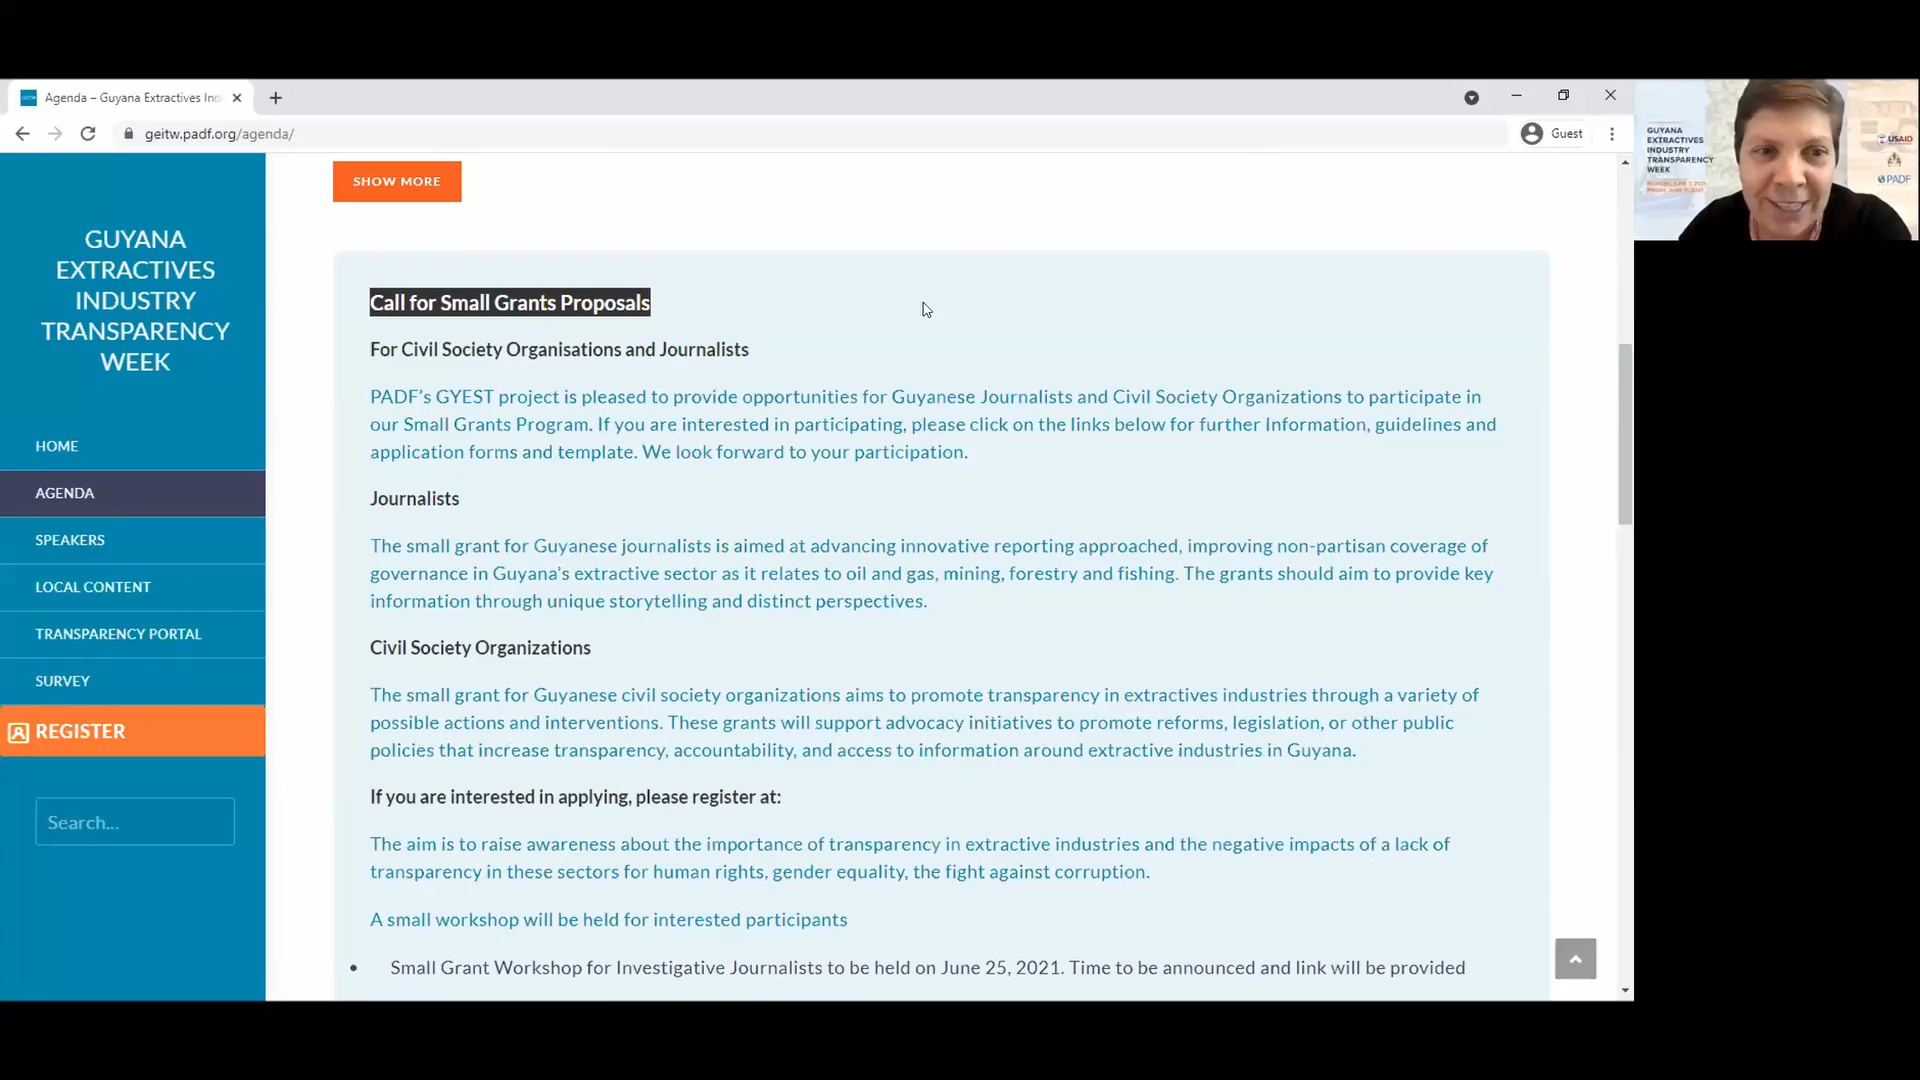 Agenda – Guyana Extractives Ind
geitw.padf.org/agenda/
Guest
GUYANA
EXTRACTIVES
INDUSTRY
TRANSPARENCY
WEEK
HOME
AGENDA
SPEAKERS
LOCAL CONTENT
TRANSPARENCY PORTAL
SURVEY
REGISTER
Search...
SHOW MORE
Call for Small Grants Proposals
For Civil Society Organisations and Journalists
PADF’s GYEST project is pleased to provide opportunities for Guyanese Journalists and Civil Society Organizations to participate in
our Small Grants Program. If you are interested in participating, please click on the links below for further Information, guidelines and
application forms and template. We look forward to your participation.
Journalists
The small grant for Guyanese journalists is aimed at advancing innovative reporting approached, improving non-partisan coverage of
governance in Guyana’s extractive sector as it relates to oil and gas, mining, forestry and fishing. The grants should aim to provide key
information through unique storytelling and distinct perspectives.
Civil Society Organizations
The small grant for Guyanese civil society organizations aims to promote transparency in extractives industries through a variety of
possible actions and interventions. These grants will support advocacy initiatives to promote reforms, legislation, or other public
policies that increase transparency, accountability, and access to information around extractive industries in Guyana.
If you are interested in applying, please register at:
The aim is to raise awareness about the importance of transparency in extractive industries and the negative impacts of a lack of
transparency in these sectors for human rights, gender equality, the fight against corruption.
A small workshop will be held for interested participants
• Small Grant Workshop for Investigative Journalists to be held on June 25, 2021. Time to be announced and link will be provided
GUYANA
EXTRACTIVES
INDUSTRY
TRANSPARENCY
WEEK
USAID
PADF